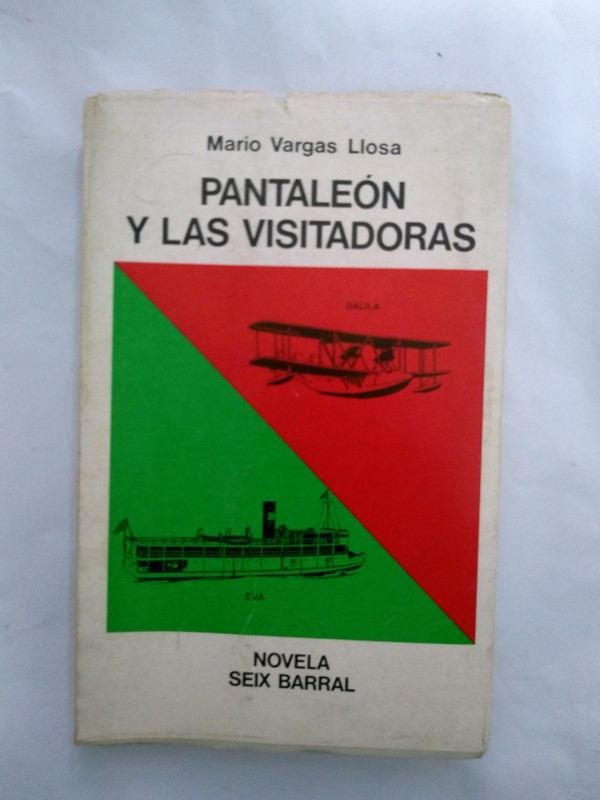 Mario Vargas Llosa
PANTALEÓN
Y LAS VISITADORAS
DALILA
EVA
NOVELA
SEIX BARRAL